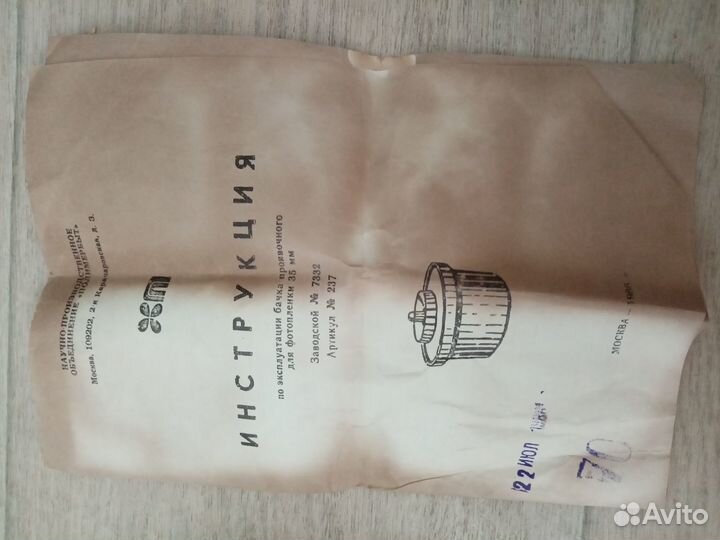 НАУЧНО-ПРОИЗВОДСТВЕННОЕ
ОБЪЕДИНЕНИЕ «ПОЛИМЕРБЫТ»
Москва, 109202, 2 я Карачаровская, д. 3.
ИНСТРУКЦИЯ
по эксплуатации бачка проявочного
для фотопленки 35 мм
Заводской № 7332
Артикул № 237
МОСКВА
22 ИЮЛ
70
Avito